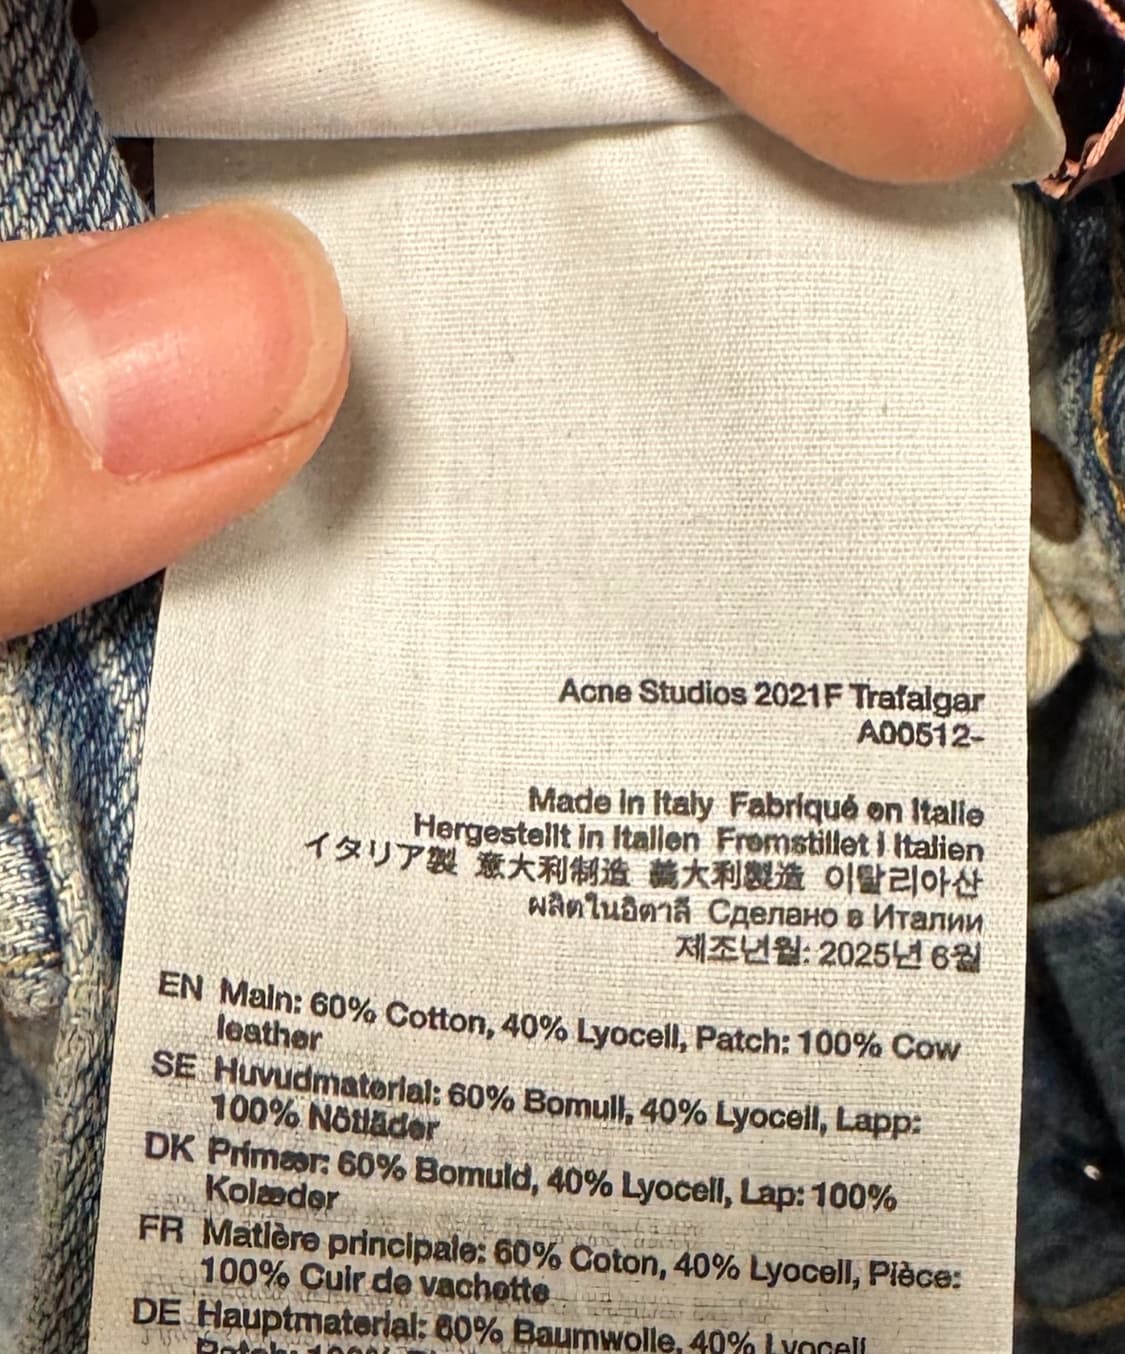 Acne Studios 2021F Trafalgar
A00512-
Made in Italy Fabriqué en Italie
Hergestellt in Italien Fremstillet i Italien
イタリア製 意大利制造 義大利製造 이탈리아산
ผลิตในอิตาลี Сделано в Италии
제조년월: 2025년 6월
EN Main: 60% Cotton, 40% Lyocell, Patch: 100% Cow
leather
SE Huvudmaterial: 60% Bomull, 40% Lyocell, Lapp:
100% Nötläder
DK Primær: 60% Bomuld, 40% Lyocell, Lap: 100%
Kolæder
FR Matière principale: 60% Coton, 40% Lyocell, Pièce:
100% Cuir de vachette
DE Hauptmaterial: 60% Baumwolle, 40% Lyocell